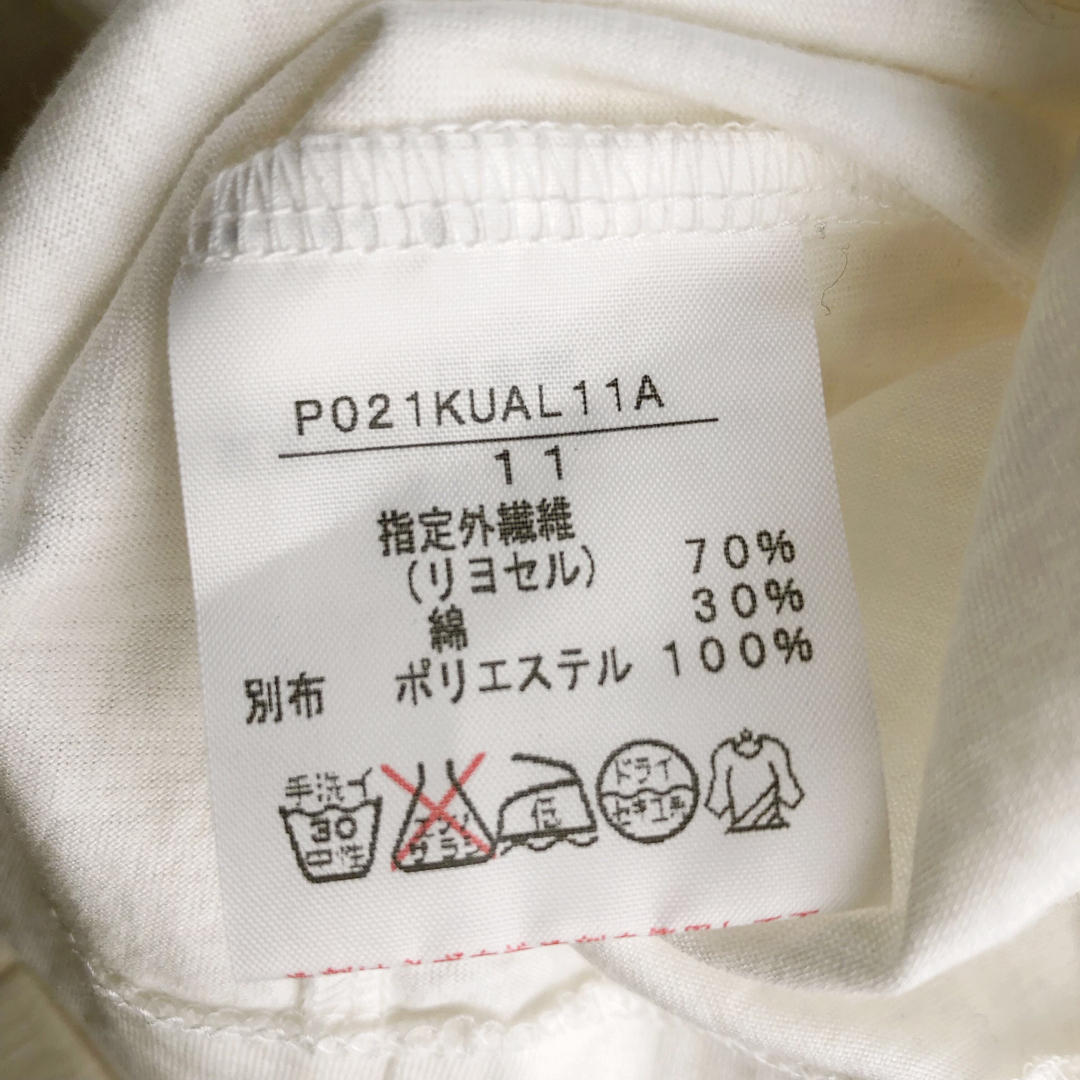 P021KUAL11A
11
指定外繊維
(リヨセル) 70%
綿 30%
別布 ポリエステル 100%
手洗イ
30
中性
エンソ
サラシ
低
ドライ
セキユ系